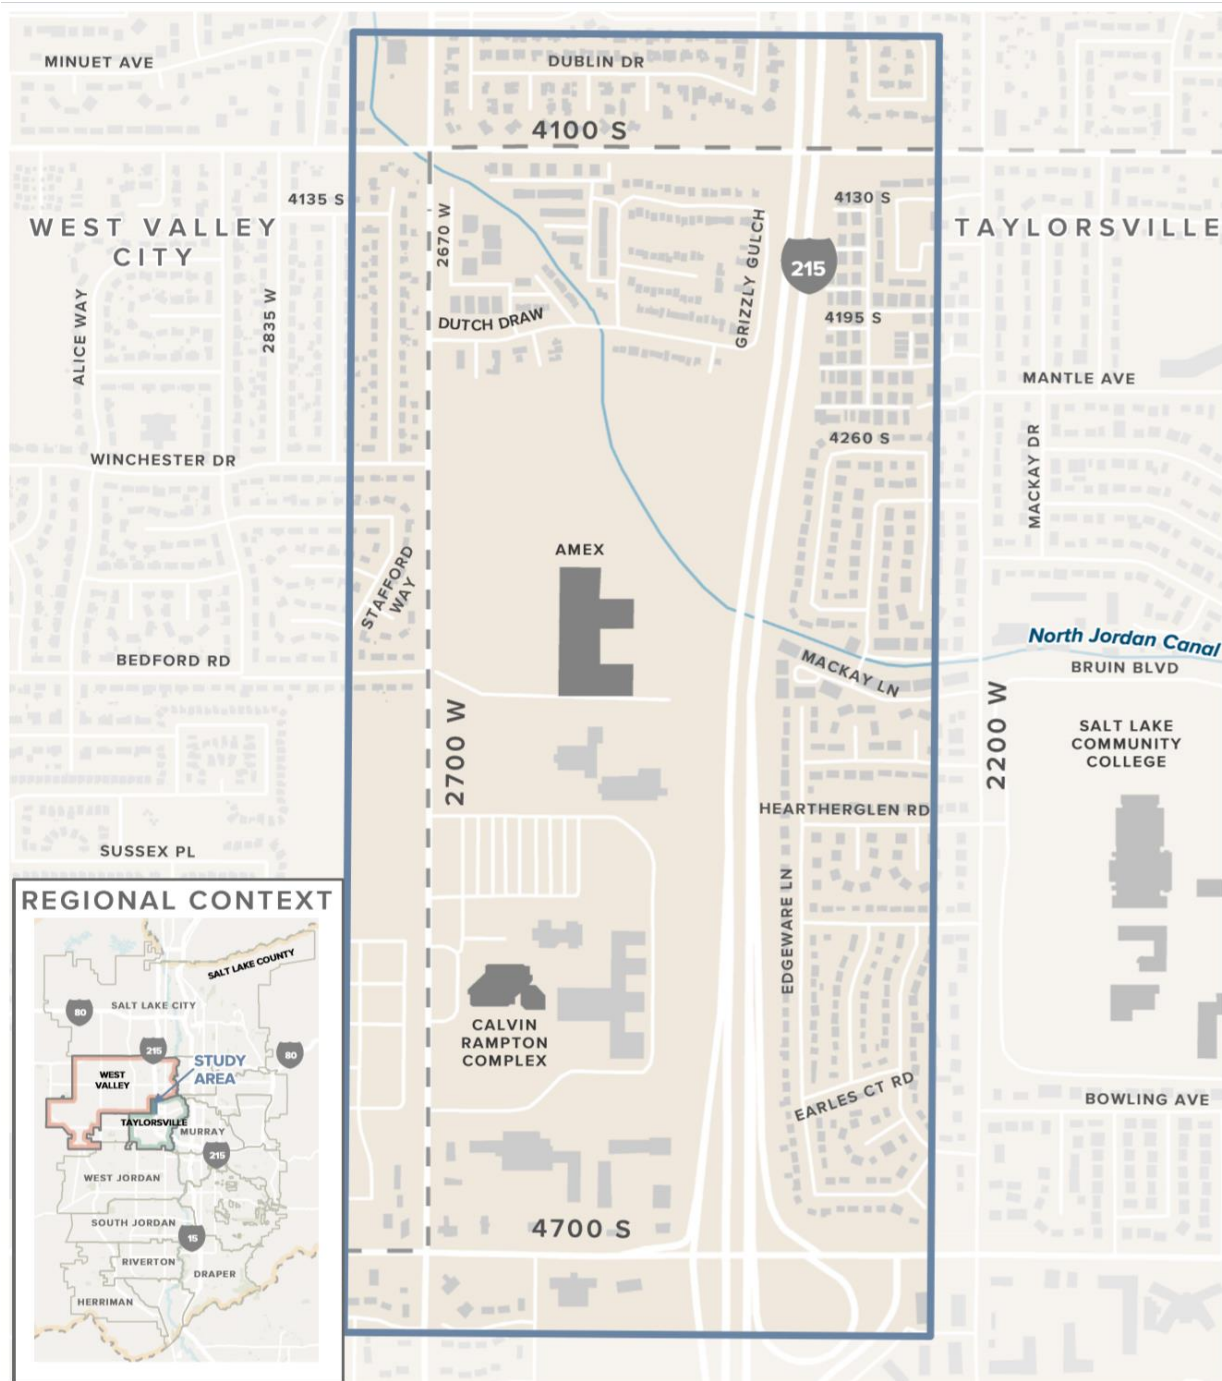 MINUET AVE
DUBLIN DR
4100 S
4135 S
4130 S
WEST VALLEY
CITY
2670 W
GRIZZLY GULCH
215
TAYLORSVILLE
ALICE WAY
2835 W
DUTCH DRAW
4195 S
MANTLE AVE
WINCHESTER DR
4260 S
MACKAY DR
AMEX
STAFFORD
WAY
North Jordan Canal
BEDFORD RD
MACKAY LN
BRUIN BLVD
2700 W
2200 W
SALT LAKE
COMMUNITY
COLLEGE
HEARTHERGLEN RD
SUSSEX PL
EDGEWARE LN
CALVIN
RAMPTON
COMPLEX
EARLES CT RD
BOWLING AVE
4700 S
REGIONAL CONTEXT
SALT LAKE COUNTY
SALT LAKE CITY
80
215
80
STUDY
AREA
WEST
VALLEY
TAYLORSVILLE
MURRAY
215
WEST JORDAN
SOUTH JORDAN
15
RIVERTON
DRAPER
HERRIMAN